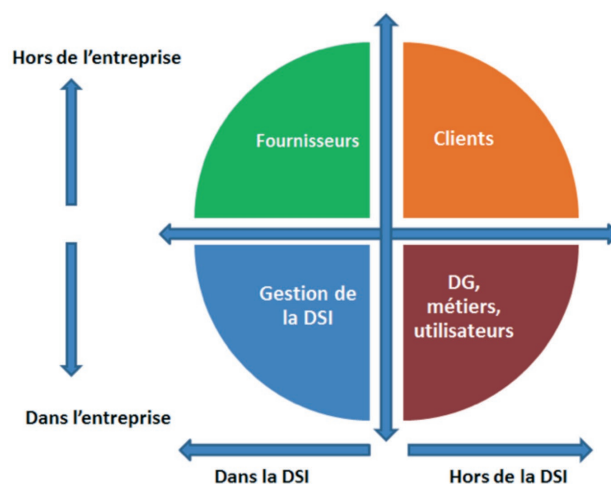 Hors de l'entreprise
Fournisseurs
Clients
Gestion de
la DSI
DG,
métiers,
utilisateurs
Dans l'entreprise
Dans la DSI
Hors de la DSI